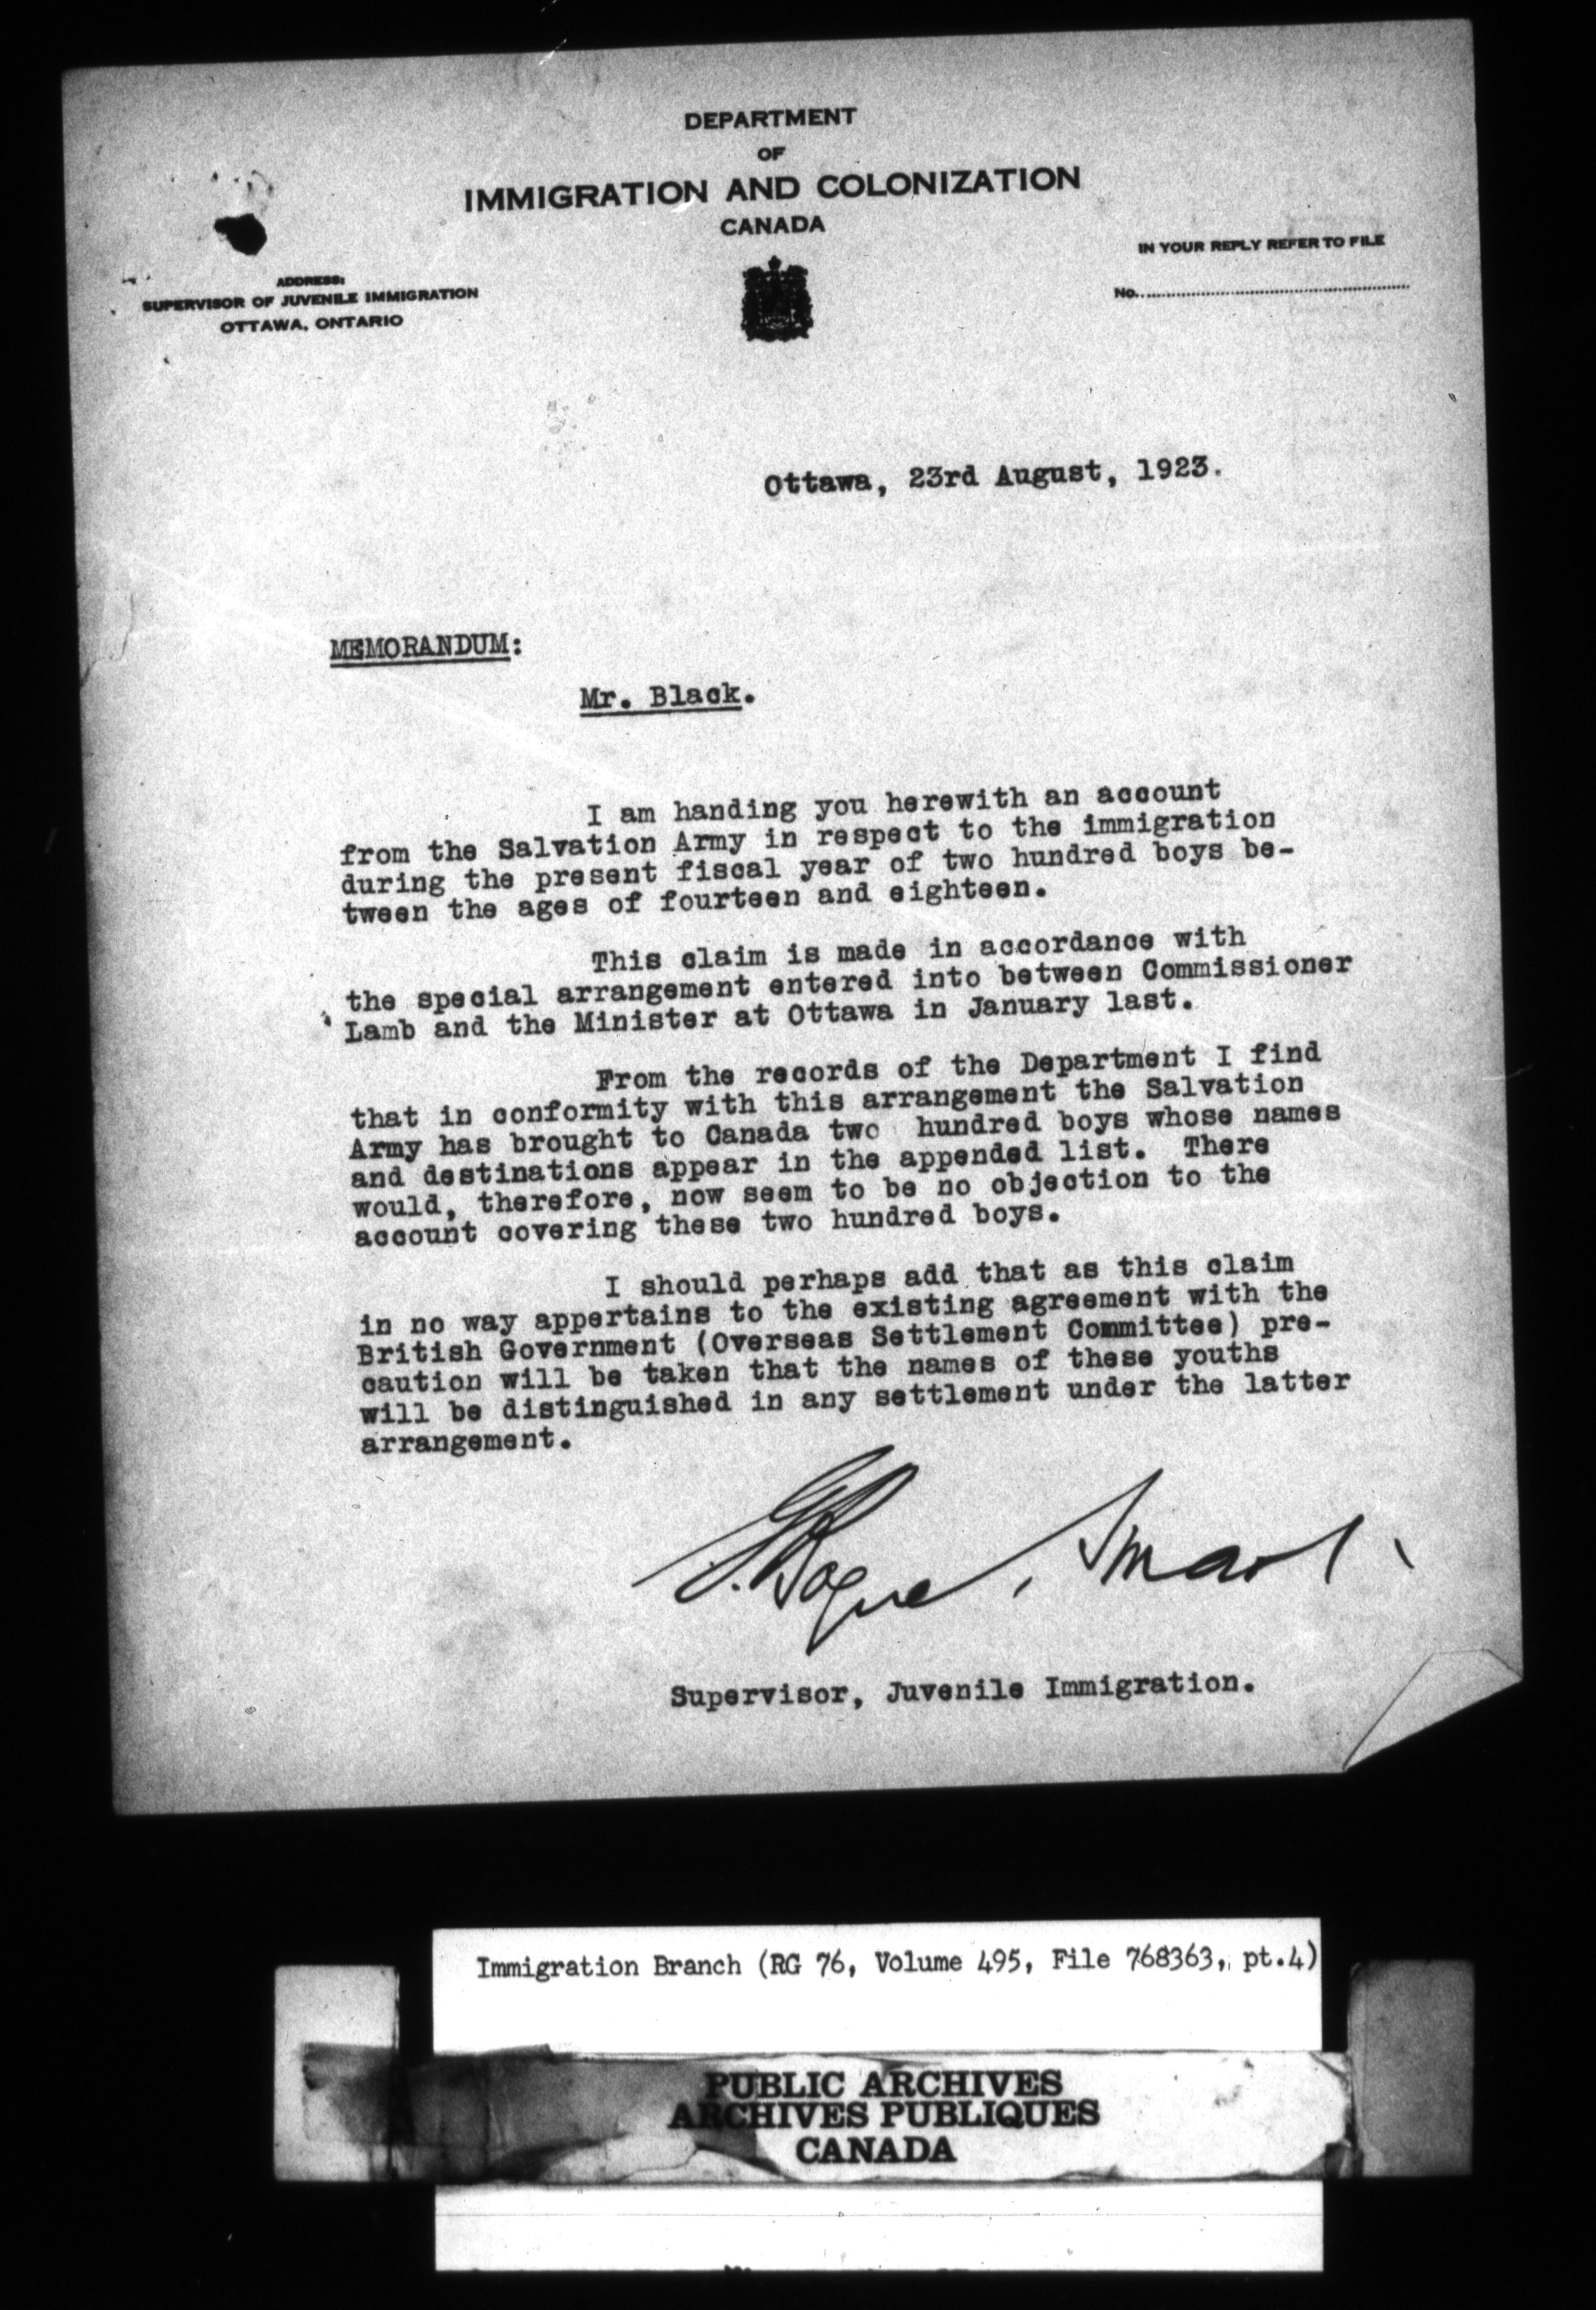 DEPARTMENT
OF
IMMIGRATION AND COLONIZATION
CANADA
IN YOUR REPLY REFER TO FILE
No.
ADDRESS:
SUPERVISOR OF JUVENILE IMMIGRATION
OTTAWA, ONTARIO
Ottawa, 23rd August, 1923.
MEMORANDUM:
Mr. Black.
I am handing you herewith an account
from the Salvation Army in respect to the immigration
during the present fiscal year of two hundred boys be-
tween the ages of fourteen and eighteen.
This claim is made in accordance with
the special arrangement entered into between Commissioner
Lamb and the Minister at Ottawa in January last.
From the records of the Department I find
that in conformity with this arrangement the Salvation
Army has brought to Canada two hundred boys whose names
and destinations appear in the appended list. There
would, therefore, now seem to be no objection to the
account covering these two hundred boys.
I should perhaps add that as this claim
in no way appertains to the existing agreement with the
British Government (Overseas Settlement Committee) pre-
caution will be taken that the names of these youths
will be distinguished in any settlement under the latter
arrangement.
G. Bogue Smart.
Supervisor, Juvenile Immigration.
Immigration Branch (RG 76, Volume 495, File 768363, pt.4)
PUBLIC ARCHIVES
ARCHIVES PUBLIQUES
CANADA